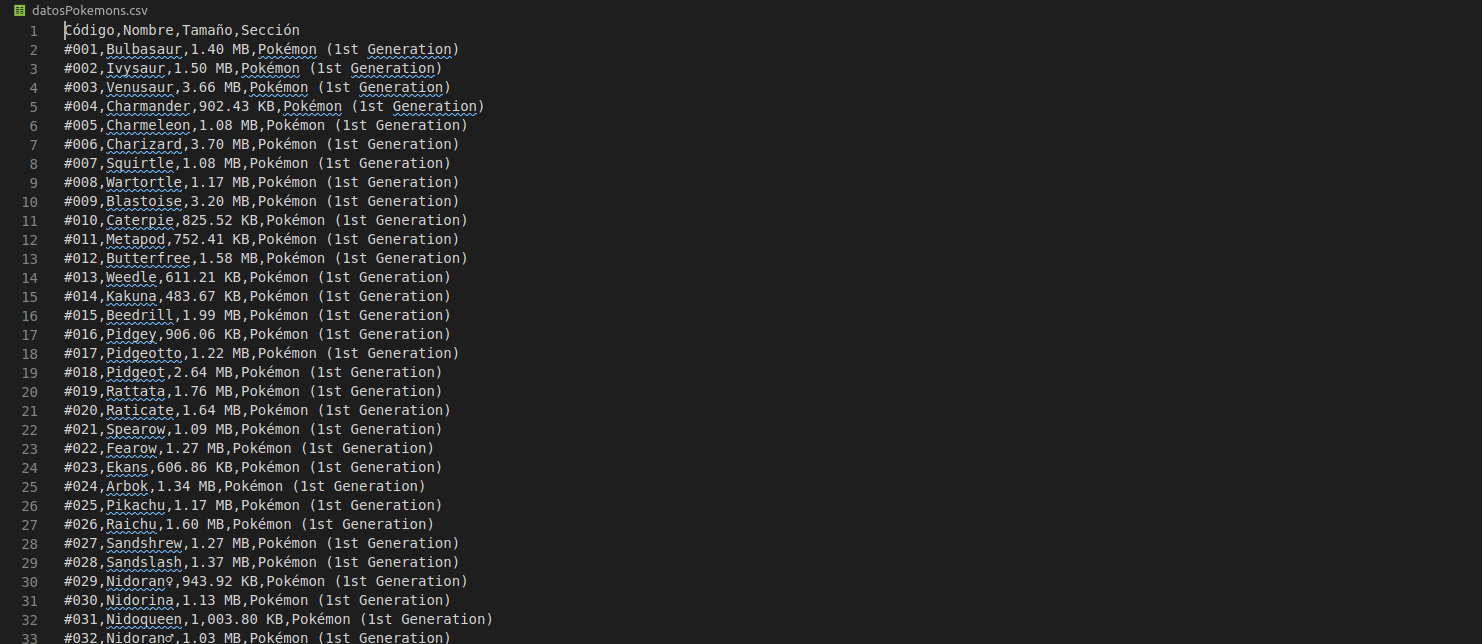 datosPokemons.csv
1 Código,Nombre,Tamaño,Sección
2 #001,Bulbasaur,1.40 MB,Pokémon (1st Generation)
3 #002,Ivysaur,1.50 MB,Pokémon (1st Generation)
4 #003,Venusaur,3.66 MB,Pokémon (1st Generation)
5 #004,Charmander,902.43 KB,Pokémon (1st Generation)
6 #005,Charmeleon,1.08 MB,Pokémon (1st Generation)
7 #006,Charizard,3.70 MB,Pokémon (1st Generation)
8 #007,Squirtle,1.08 MB,Pokémon (1st Generation)
9 #008,Wartortle,1.17 MB,Pokémon (1st Generation)
10 #009,Blastoise,3.20 MB,Pokémon (1st Generation)
11 #010,Caterpie,825.52 KB,Pokémon (1st Generation)
12 #011,Metapod,752.41 KB,Pokémon (1st Generation)
13 #012,Butterfree,1.58 MB,Pokémon (1st Generation)
14 #013,Weedle,611.21 KB,Pokémon (1st Generation)
15 #014,Kakuna,483.67 KB,Pokémon (1st Generation)
16 #015,Beedrill,1.99 MB,Pokémon (1st Generation)
17 #016,Pidgey,906.06 KB,Pokémon (1st Generation)
18 #017,Pidgeotto,1.22 MB,Pokémon (1st Generation)
19 #018,Pidgeot,2.64 MB,Pokémon (1st Generation)
20 #019,Rattata,1.76 MB,Pokémon (1st Generation)
21 #020,Raticate,1.64 MB,Pokémon (1st Generation)
22 #021,Spearow,1.09 MB,Pokémon (1st Generation)
23 #022,Fearow,1.27 MB,Pokémon (1st Generation)
24 #023,Ekans,606.86 KB,Pokémon (1st Generation)
25 #024,Arbok,1.34 MB,Pokémon (1st Generation)
26 #025,Pikachu,1.17 MB,Pokémon (1st Generation)
27 #026,Raichu,1.60 MB,Pokémon (1st Generation)
28 #027,Sandshrew,1.27 MB,Pokémon (1st Generation)
29 #028,Sandslash,1.37 MB,Pokémon (1st Generation)
30 #029,Nidoran♀,943.92 KB,Pokémon (1st Generation)
31 #030,Nidorina,1.13 MB,Pokémon (1st Generation)
32 #031,Nidoqueen,1,003.80 KB,Pokémon (1st Generation)
33 #032,Nidoran♂,1.03 MB,Pokémon (1st Generation)